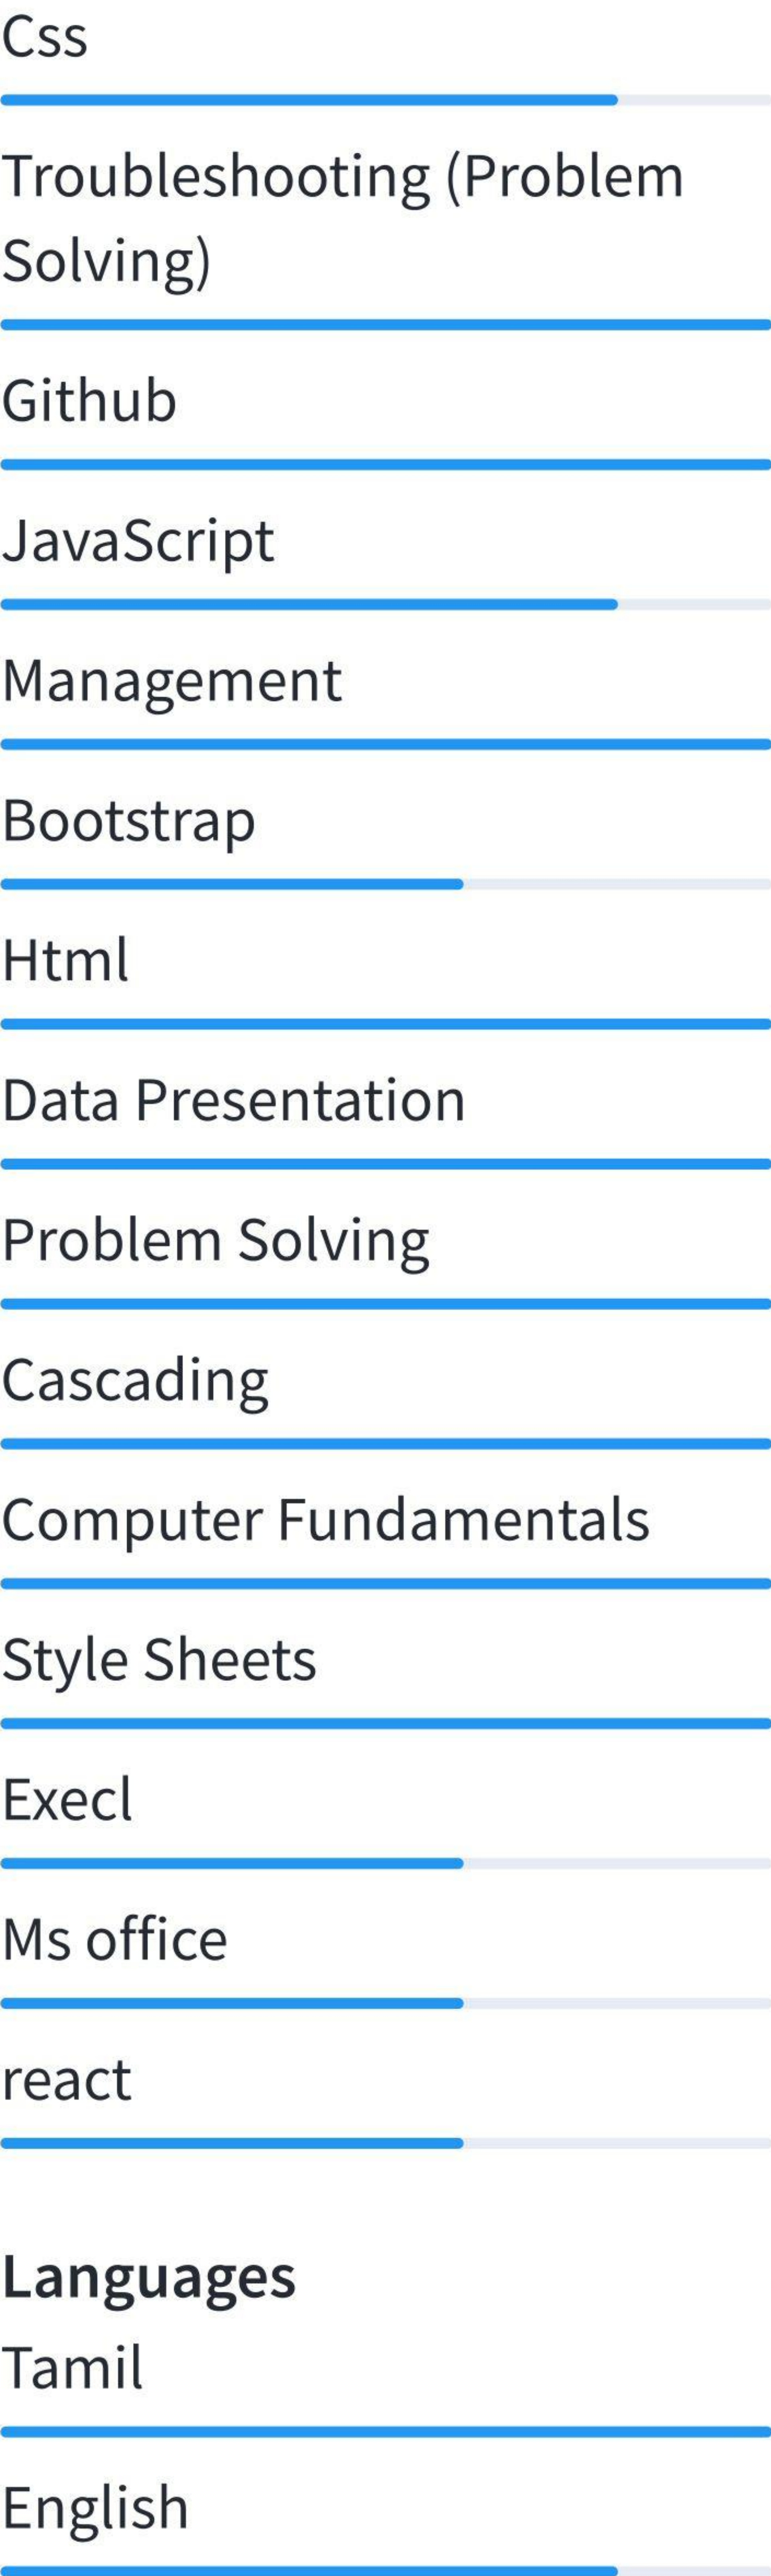 Css
Troubleshooting (Problem
Solving)
Github
JavaScript
Management
Bootstrap
Html
Data Presentation
Problem Solving
Cascading
Computer Fundamentals
Style Sheets
Execl
Ms office
react
Languages
Tamil
English